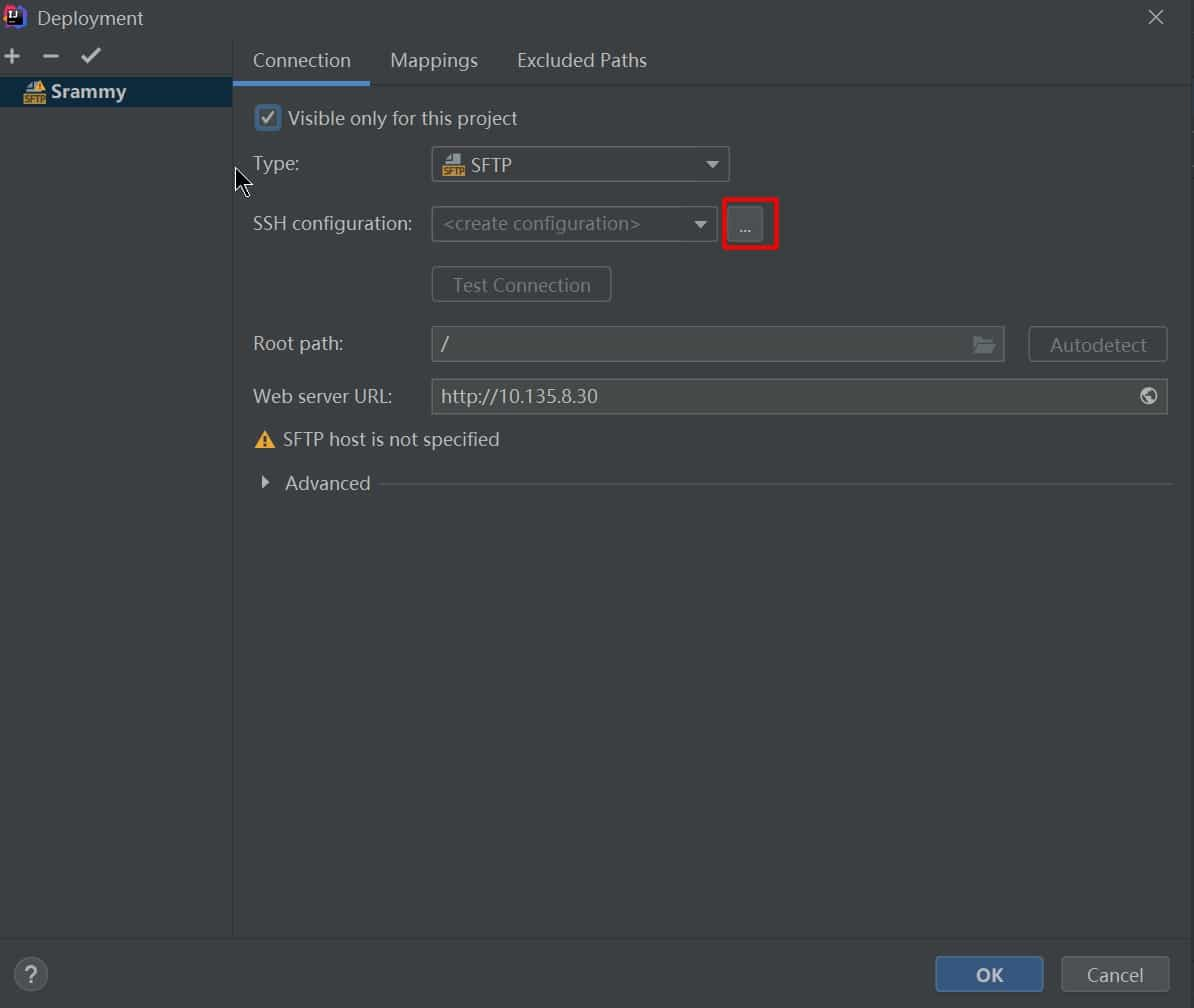 Deployment
Srammy
Connection Mappings Excluded Paths
Visible only for this project
Type: SFTP
SSH configuration: <create configuration> ...
Test Connection
Root path: / Autodetect
Web server URL: http://10.135.8.30
SFTP host is not specified
Advanced
? OK Cancel